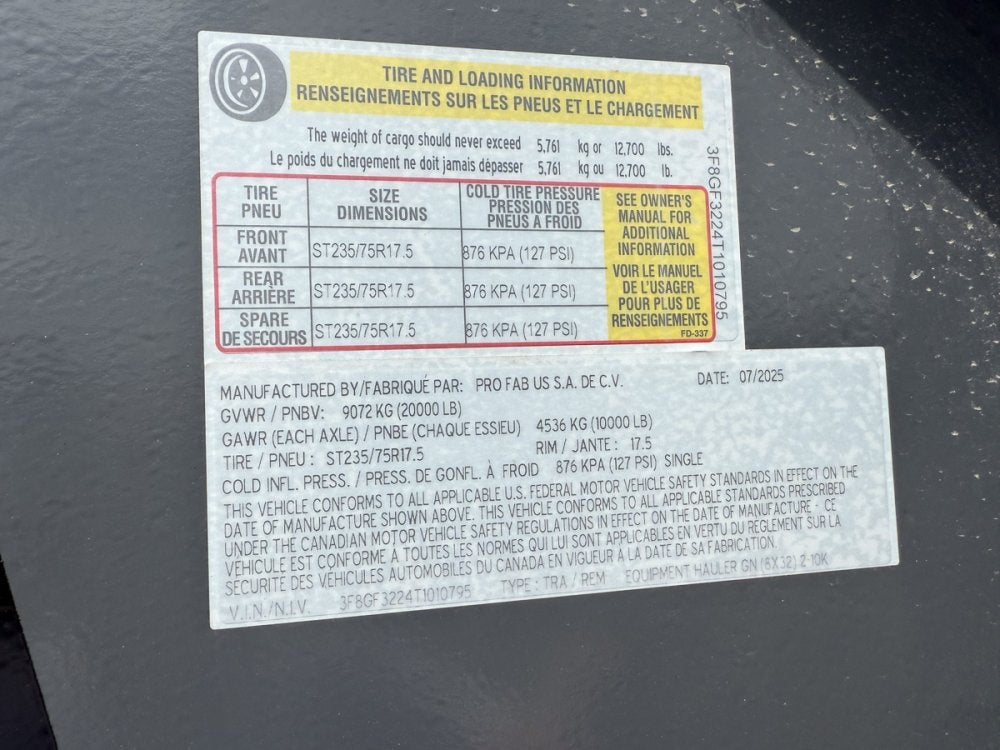 TIRE AND LOADING INFORMATION
RENSEIGNEMENTS SUR LES PNEUS ET LE CHARGEMENT
The weight of cargo should never exceed 5,761 kg or 12,700 lbs.
Le poids du chargement ne doit jamais dépasser 5,761 kg ou 12,700 lb.
TIRE PNEU SIZE DIMENSIONS COLD TIRE PRESSURE PRESSION DES PNEUS A FROID
FRONT AVANT ST235/75R17.5 876 KPA (127 PSI)
REAR ARRIÈRE ST235/75R17.5 876 KPA (127 PSI)
SPARE DE SECOURS ST235/75R17.5 876 KPA (127 PSI)
SEE OWNER'S
MANUAL FOR
ADDITIONAL
INFORMATION
VOIR LE MANUEL
DE L'USAGER
POUR PLUS DE
RENSEIGNEMENTS
FD-337
3F8GF3224T1010795
MANUFACTURED BY/FABRIQUÉ PAR: PRO FAB US S.A. DE C.V. DATE: 07/2025
GVWR / PNBV: 9072 KG (20000 LB)
GAWR (EACH AXLE) / PNBE (CHAQUE ESSIEU) 4536 KG (10000 LB)
TIRE / PNEU : ST235/75R17.5 RIM / JANTE : 17.5
COLD INFL. PRESS. / PRESS. DE GONFL. À FROID 876 KPA (127 PSI) SINGLE
THIS VEHICLE CONFORMS TO ALL APPLICABLE U.S. FEDERAL MOTOR VEHICLE SAFETY STANDARDS IN EFFECT ON THE
DATE OF MANUFACTURE SHOWN ABOVE. THIS VEHICLE CONFORMS TO ALL APPLICABLE STANDARDS PRESCRIBED
UNDER THE CANADIAN MOTOR VEHICLE SAFETY REGULATIONS IN EFFECT ON THE DATE OF MANUFACTURE - CE
VÉHICULE EST CONFORME À TOUTES LES NORMES QUI LUI SONT APPLICABLES EN VERTU DU RÈGLEMENT SUR LA
SÉCURITÉ DES VÉHICULES AUTOMOBILES DU CANADA EN VIGUEUR A LA DATE DE SA FABRICATION.
V.I.N./N.I.V. 3F8GF3224T1010795 TYPE : TRA / REM EQUIPMENT HAULER GN (8X32) 2-10K